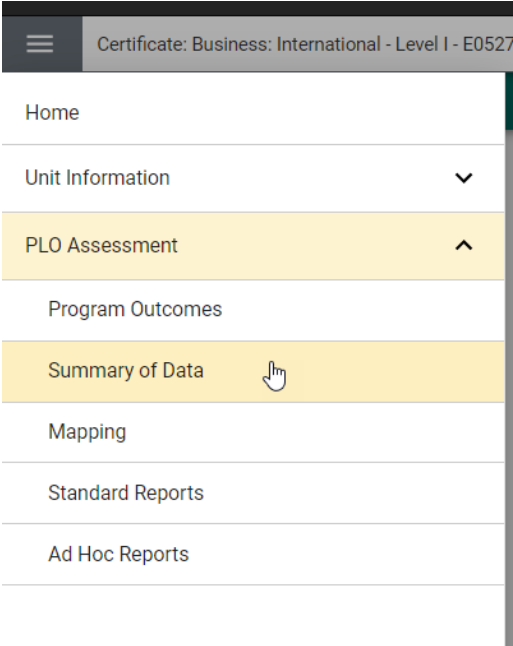 Certificate: Business: International - Level I - E0527
Home
Unit Information
PLO Assessment
Program Outcomes
Summary of Data
Mapping
Standard Reports
Ad Hoc Reports